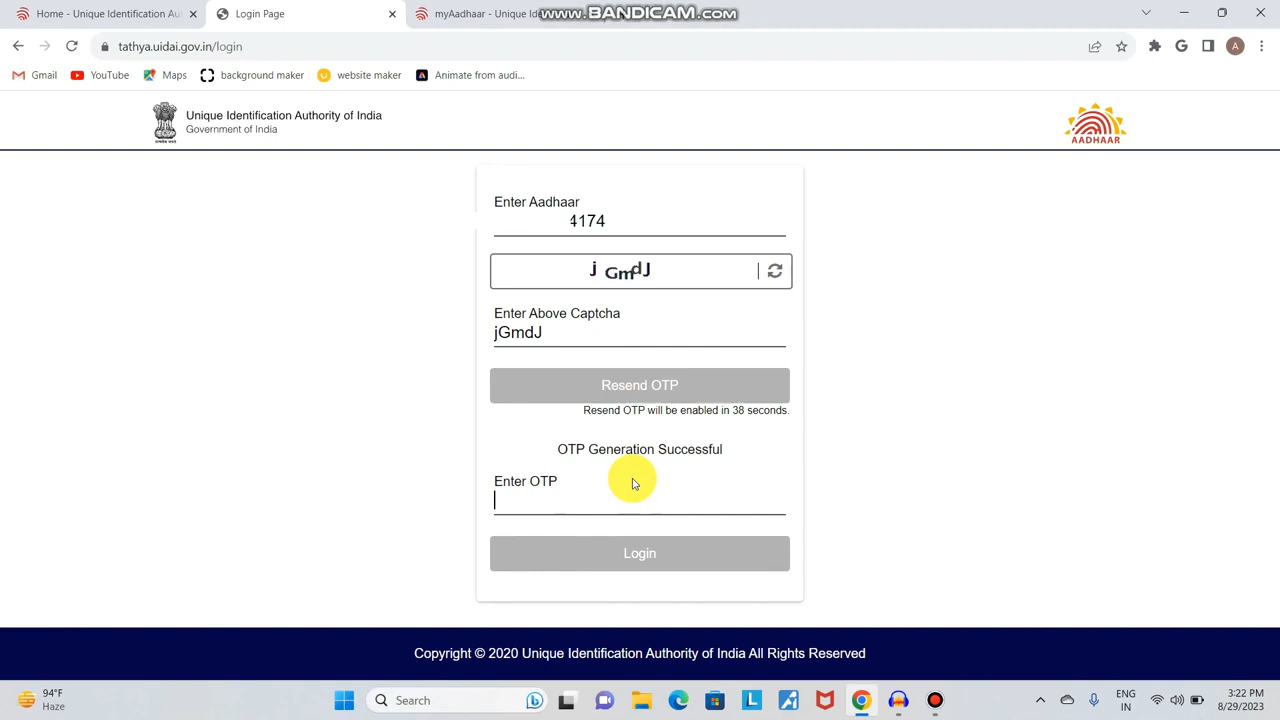 Home - Unique Identification Au
Login Page
myAadhaar - Unique Ide
www.BANDICAM.com
tathya.uidai.gov.in/login
A
Gmail
YouTube
Maps
background maker
website maker
Animate from audi...
Unique Identification Authority of India
Government of India
AADHAAR
Enter Aadhaar
4174
jGmdJ
Enter Above Captcha
jGmdJ
Resend OTP
Resend OTP will be enabled in 38 seconds.
OTP Generation Successful
Enter OTP
Login
Copyright © 2020 Unique Identification Authority of India All Rights Reserved
94°F
Haze
Search
ENG
IN
3:22 PM
8/29/2023